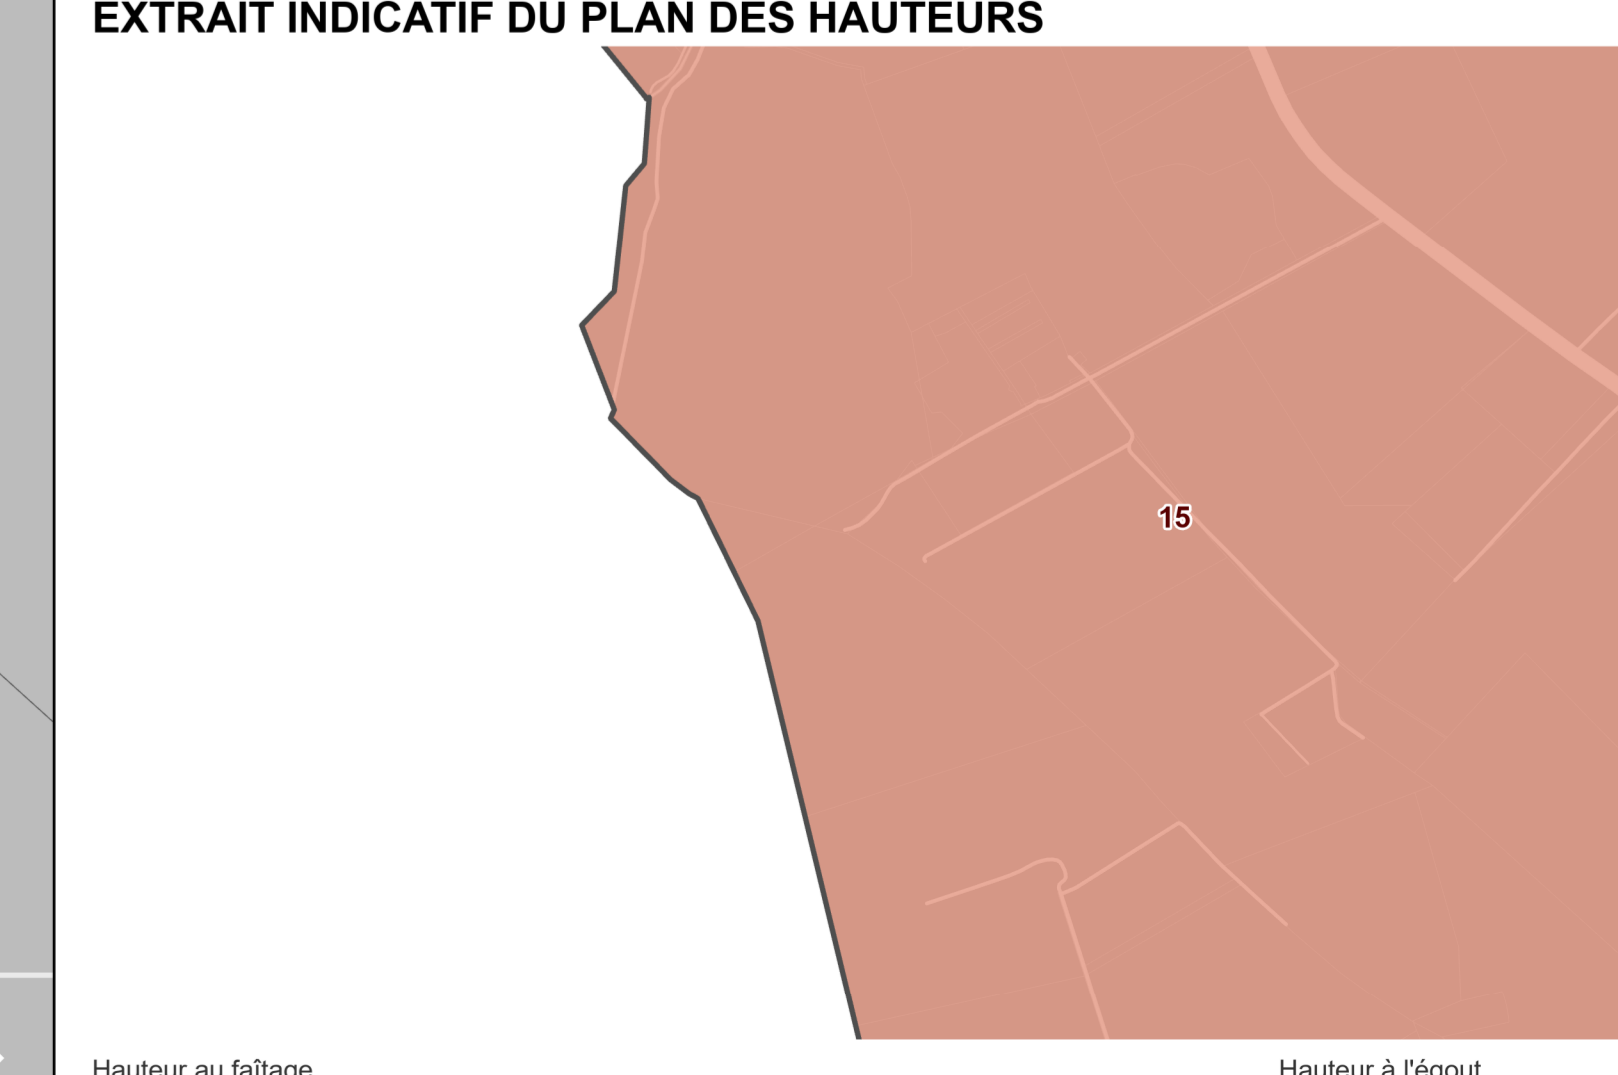 EXTRAIT INDICATIF DU PLAN DES HAUTEURS
15
Hauteur au faîtage
Hauteur à l'égout